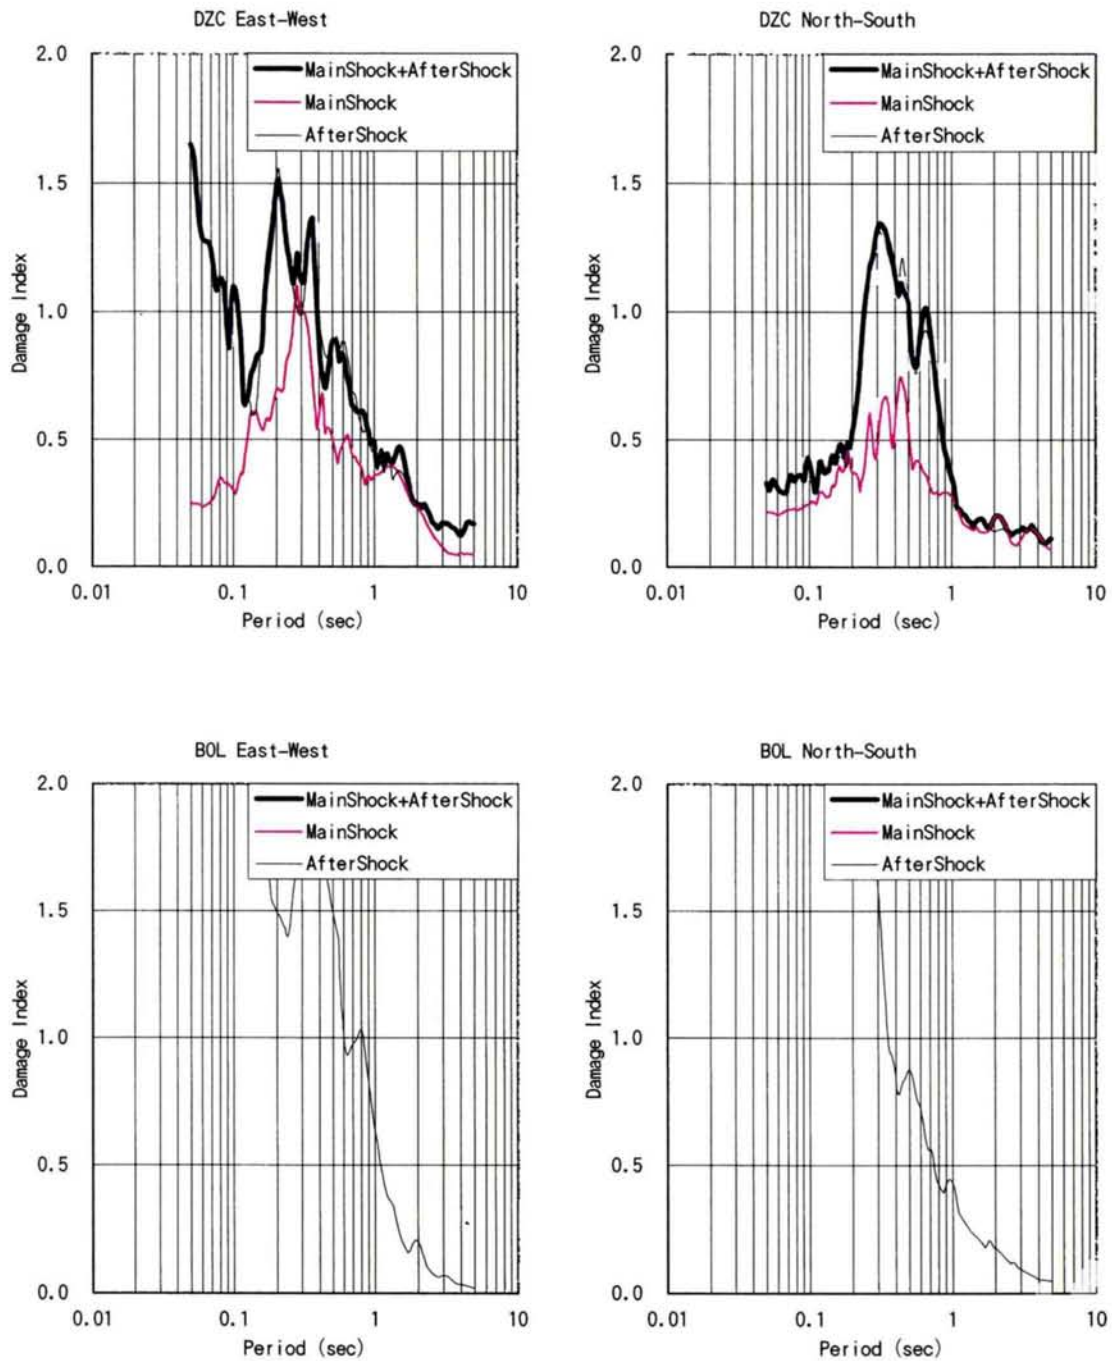 DZC East-West
2.0
1.5
1.0
0.5
0.0
Damage Index
MainShock+AfterShock
MainShock
AfterShock
0.01 0.1 1 10
Period (sec)
DZC North-South
2.0
1.5
1.0
0.5
0.0
Damage Index
MainShock+AfterShock
MainShock
AfterShock
0.01 0.1 1 10
Period (sec)
BOL East-West
2.0
1.5
1.0
0.5
0.0
Damage Index
MainShock+AfterShock
MainShock
AfterShock
0.01 0.1 1 10
Period (sec)
BOL North-South
2.0
1.5
1.0
0.5
0.0
Damage Index
MainShock+AfterShock
MainShock
AfterShock
0.01 0.1 1 10
Period (sec)